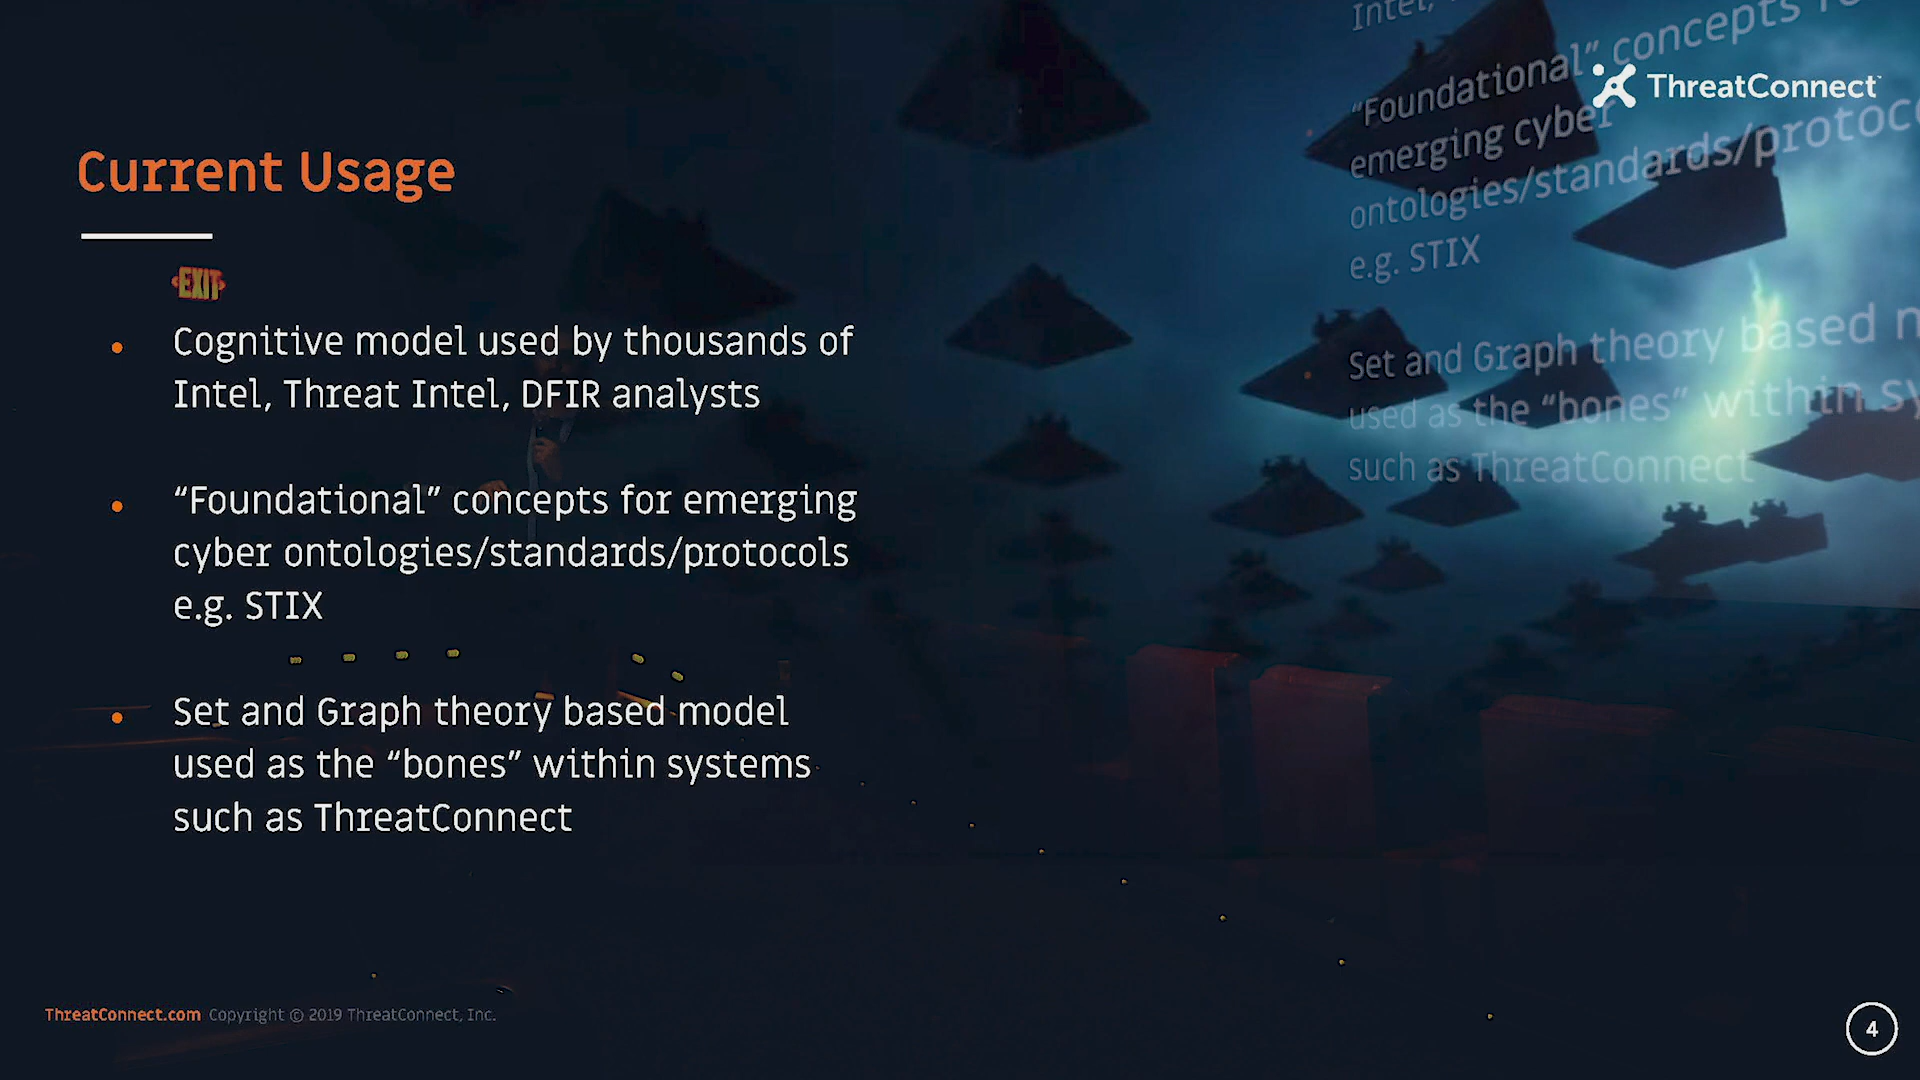 Intel,
"Foundational" concepts
emerging cyber
ontologies/standards/protoc
e.g. STIX
Set and Graph theory based
used as the "bones" within sy
such as ThreatConnect
ThreatConnect
Current Usage
EXIT
Cognitive model used by thousands of
Intel, Threat Intel, DFIR analysts
“Foundational” concepts for emerging
cyber ontologies/standards/protocols
e.g. STIX
Set and Graph theory based model
used as the “bones” within systems
such as ThreatConnect
ThreatConnect.com Copyright © 2019 ThreatConnect, Inc.
4